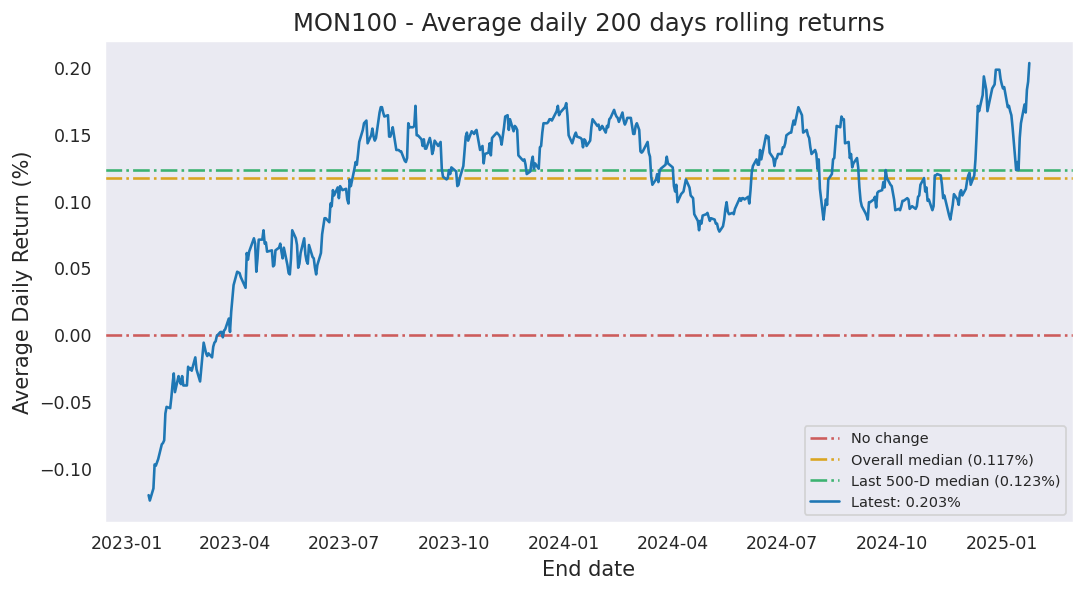 MON100 - Average daily 200 days rolling returns
Average Daily Return (%)
0.20
0.15
0.10
0.05
0.00
−0.05
−0.10
No change
Overall median (0.117%)
Last 500-D median (0.123%)
Latest: 0.203%
2023-01
2023-04
2023-07
2023-10
2024-01
2024-04
2024-07
2024-10
2025-01
End date